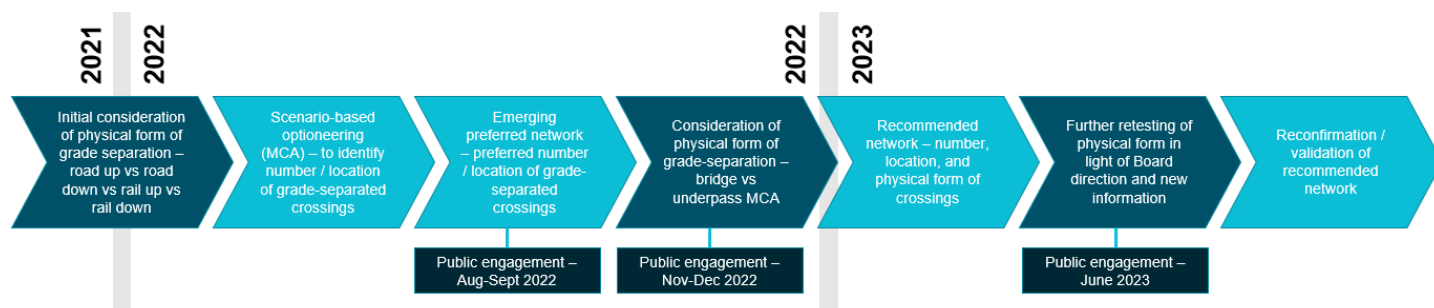 2021
2022
2022
2023
Initial consideration
of physical form of
grade separation –
road up vs road
down vs rail up vs
rail down
Scenario-based
optioneering
(MCA) – to identify
number / location
of grade-separated
crossings
Emerging
preferred network
– preferred number
/ location of grade-
separated
crossings
Consideration of
physical form of
grade-separation –
bridge vs
underpass MCA
Recommended
network – number,
location, and
physical form of
crossings
Further retesting of
physical form in
light of Board
direction and new
information
Reconfirmation /
validation of
recommended
network
Public engagement –
Aug-Sept 2022
Public engagement –
Nov-Dec 2022
Public engagement –
June 2023